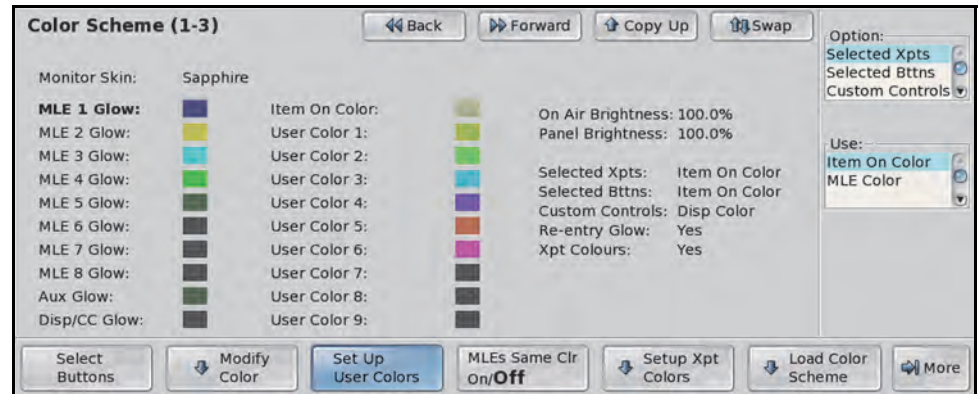 Color Scheme (1-3)
Back
Forward
Copy Up
Swap
Monitor Skin: Sapphire
MLE 1 Glow:
MLE 2 Glow:
MLE 3 Glow:
MLE 4 Glow:
MLE 5 Glow:
MLE 6 Glow:
MLE 7 Glow:
MLE 8 Glow:
Aux Glow:
Disp/CC Glow:
Item On Color:
User Color 1:
User Color 2:
User Color 3:
User Color 4:
User Color 5:
User Color 6:
User Color 7:
User Color 8:
User Color 9:
On Air Brightness: 100.0%
Panel Brightness: 100.0%
Selected Xpts: Item On Color
Selected Bttns: Item On Color
Custom Controls: Disp Color
Re-entry Glow: Yes
Xpt Colours: Yes
Option:
Selected Xpts
Selected Bttns
Custom Controls
Use:
Item On Color
MLE Color
Select
Buttons
Modify
Color
Set Up
User Colors
MLEs Same Clr
On/Off
Setup Xpt
Colors
Load Color
Scheme
More